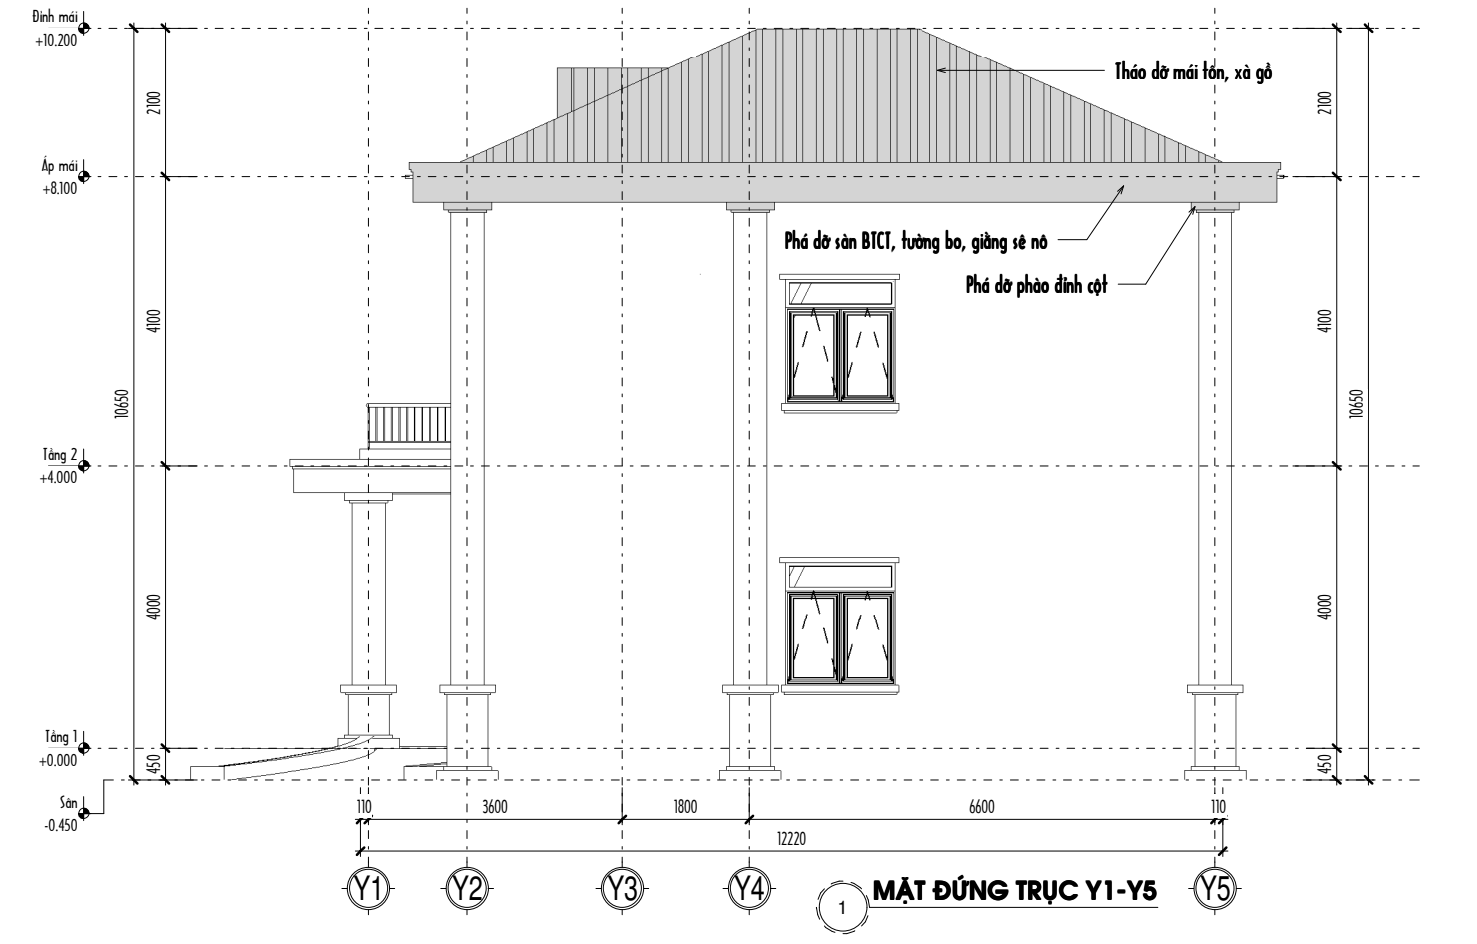 Đỉnh mái
+10.200
Tháo dỡ mái tôn, xà gồ
2100
2100
Áp mái
+8.100
Phá dỡ sàn BTCT, tường bo, giằng sê nô
Phá dỡ phào đỉnh cột
4100
4100
10650
10650
Tầng 2
+4.000
4000
4000
Tầng 1
+0.000
450
450
Sân
-0.450
110
3600
1800
6600
110
12220
Y1
Y2
Y3
Y4
Y5
1
MẶT ĐỨNG TRỤC Y1-Y5